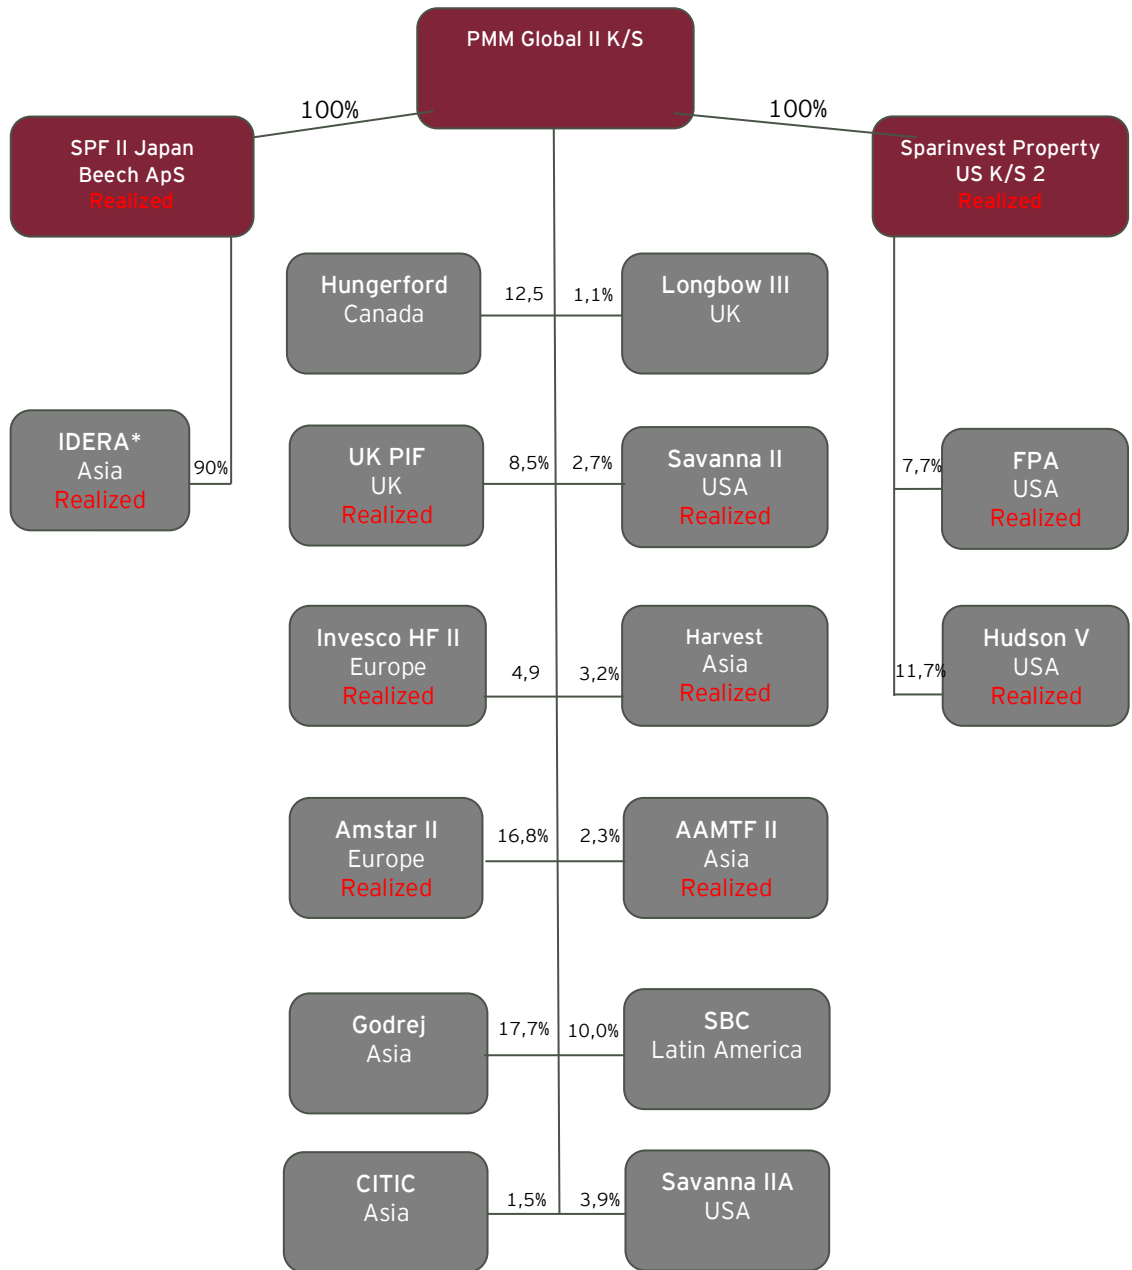 PMM Global II K/S
100%
100%
SPF II Japan
Beech ApS
Realized
Sparinvest Property
US K/S 2
Realized
Hungerford
Canada
12,5
1,1%
Longbow III
UK
IDERA*
Asia
Realized
90%
UK PIF
UK
Realized
8,5%
2,7%
Savanna II
USA
Realized
7,7%
FPA
USA
Realized
Invesco HF II
Europe
Realized
4,9
3,2%
Harvest
Asia
Realized
11,7%
Hudson V
USA
Realized
Amstar II
Europe
Realized
16,8%
2,3%
AAMTF II
Asia
Realized
Godrej
Asia
17,7%
10,0%
SBC
Latin America
CITIC
Asia
1,5%
3,9%
Savanna IIA
USA